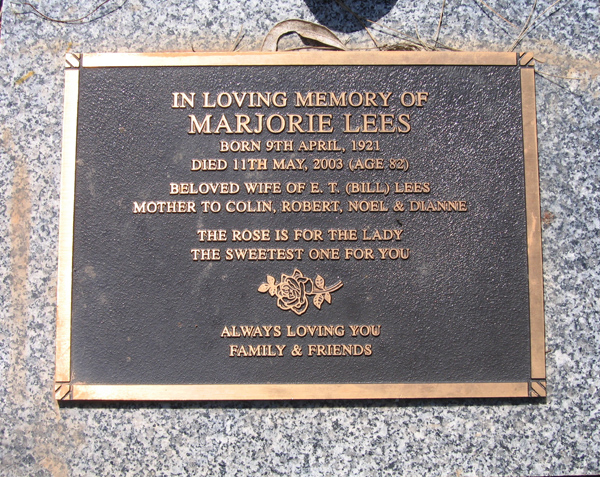 IN LOVING MEMORY OF
MARJORIE LEES
BORN 9TH APRIL, 1921
DIED 11TH MAY, 2003 (AGE 82)
BELOVED WIFE OF E. T. (BILL) LEES
MOTHER TO COLIN, ROBERT, NOEL & DIANNE
THE ROSE IS FOR THE LADY
THE SWEETEST ONE FOR YOU
ALWAYS LOVING YOU
FAMILY & FRIENDS